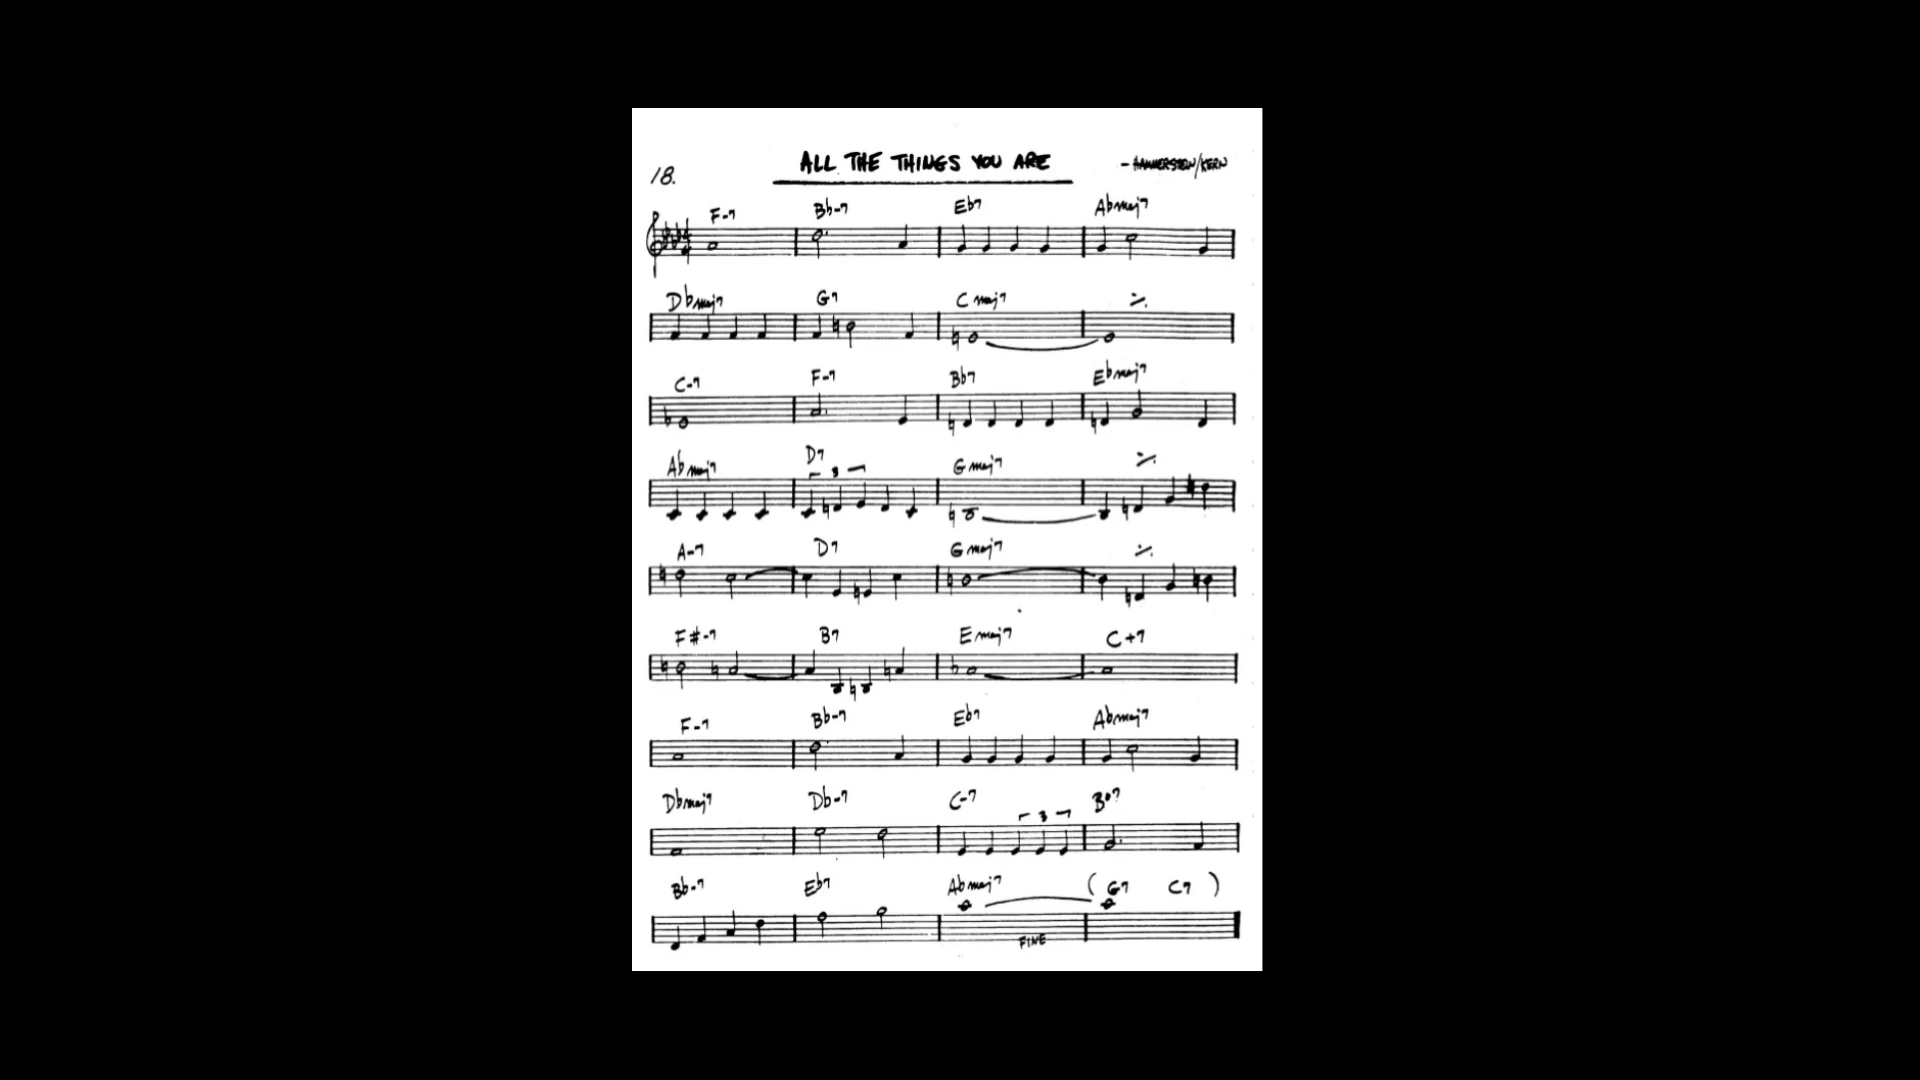 ALL THE THINGS YOU ARE
- HAMMERSTEIN/KERN
18.
F-7 Bb-7 Eb7 Abmaj7
Dbmaj7 G7 Cmaj7 ٪
C-7 F-7 Bb7 Ebmaj7
Abmaj7 D7 Gmaj7 ٪
3
A-7 D7 Gmaj7 ٪
F#-7 B7 Emaj7 C+7
F-7 Bb-7 Eb7 Abmaj7
Dbmaj7 Db-7 C-7 Bo7
3
Bb-7 Eb7 Abmaj7 ( G7 C7 )
FINE